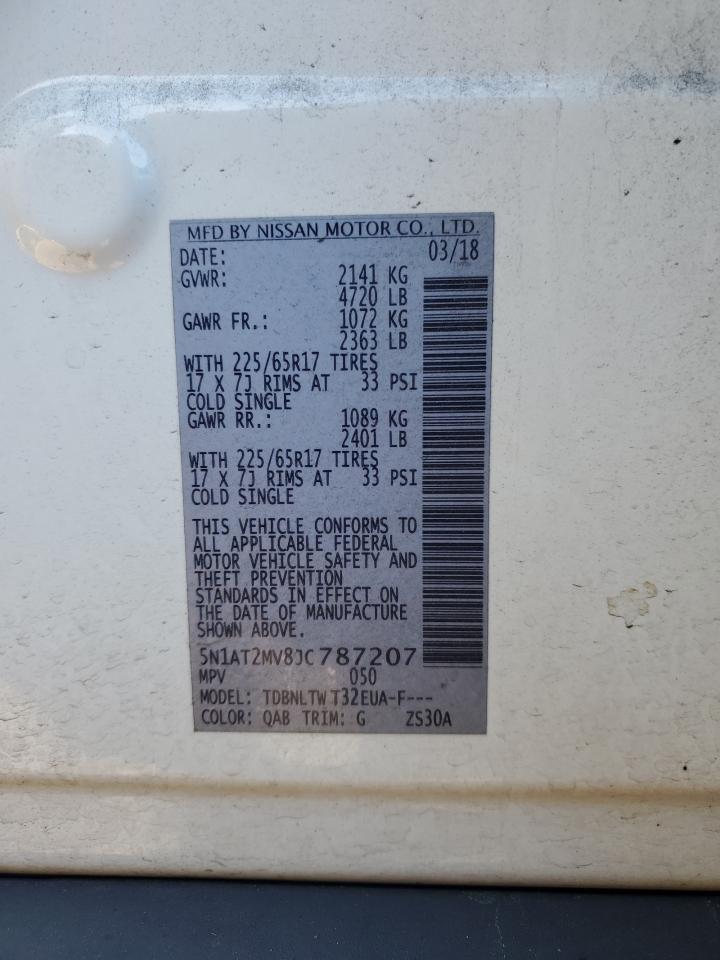 MFD BY NISSAN MOTOR CO., LTD.
DATE: 03/18
GVWR: 2141 KG
4720 LB
GAWR FR.: 1072 KG
2363 LB
WITH 225/65R17 TIRES
17 X 7J RIMS AT 33 PSI
COLD SINGLE
GAWR RR.: 1089 KG
2401 LB
WITH 225/65R17 TIRES
17 X 7J RIMS AT 33 PSI
COLD SINGLE
THIS VEHICLE CONFORMS TO
ALL APPLICABLE FEDERAL
MOTOR VEHICLE SAFETY AND
THEFT PREVENTION
STANDARDS IN EFFECT ON
THE DATE OF MANUFACTURE
SHOWN ABOVE.
5N1AT2MV8JC787207
MPV 050
MODEL: TDBNLTW T32EUA-F---
COLOR: QAB TRIM: G ZS30A